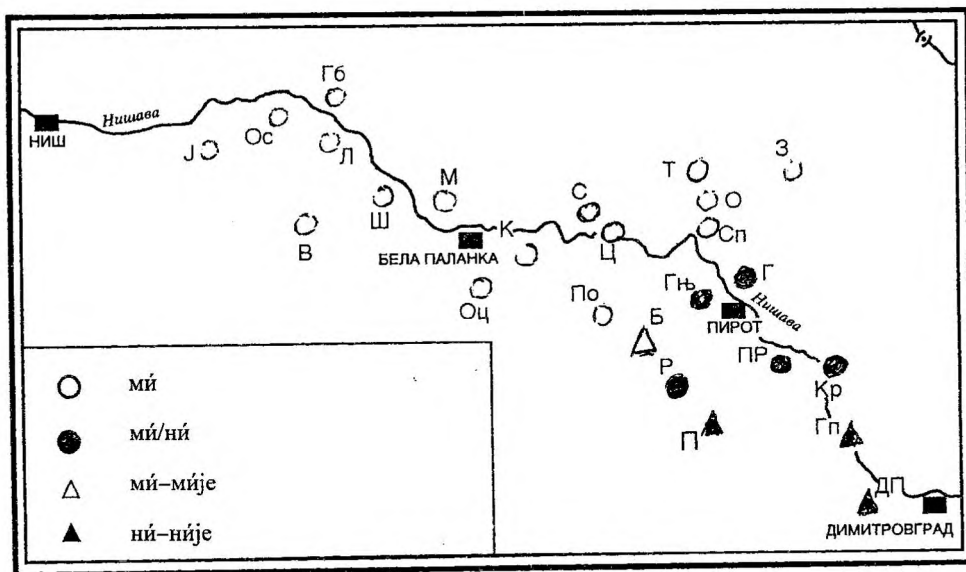 Гб
Нишава
НИШ
Ос
Ј
Л
З
Т
М
С
О
Ш
К
Сп
В
Ц
БЕЛА ПАЛАНКА
Г
Гњ
Оц
По
Нишава
Б
ПИРОТ
ПР
Р
Кр
П
Гп
ДП
ДИМИТРОВГРАД
ми́
ми́/ни́
ми́–ми́је
ни́–ни́је